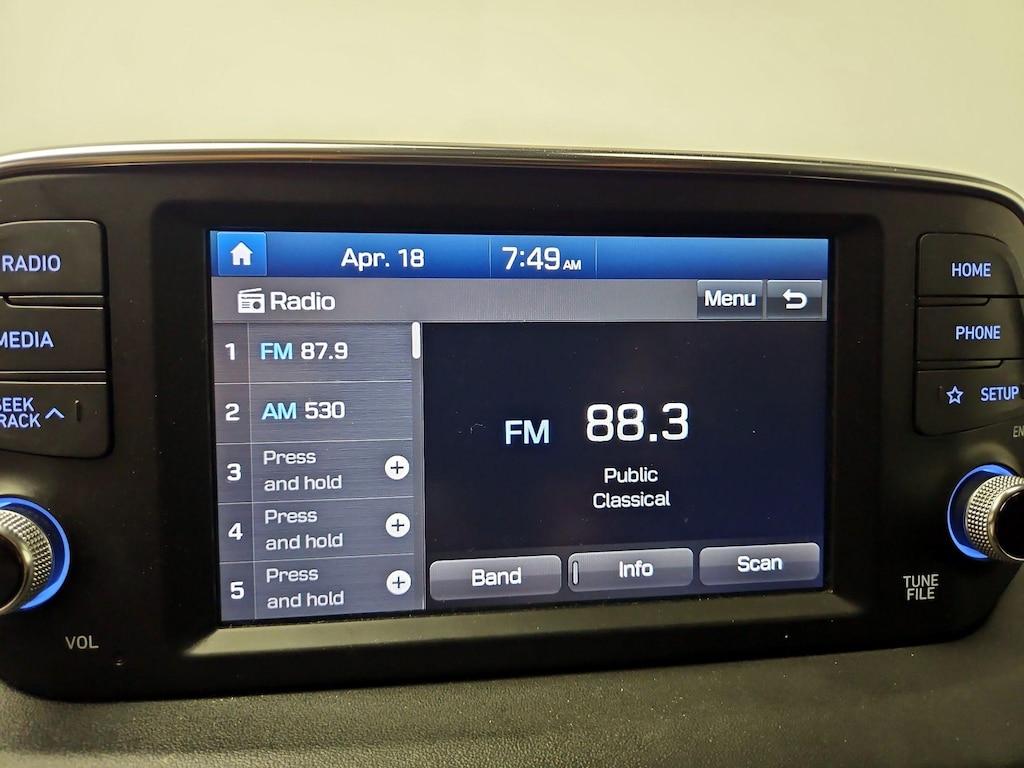 RADIO
MEDIA
SEEK
TRACK
VOL
Apr. 18 7:49 AM
Radio Menu
1 FM 87.9
2 AM 530
3 Press
and hold
4 Press
and hold
5 Press
and hold
FM 88.3
Public
Classical
Band Info Scan
HOME
PHONE
SETUP
TUNE
FILE